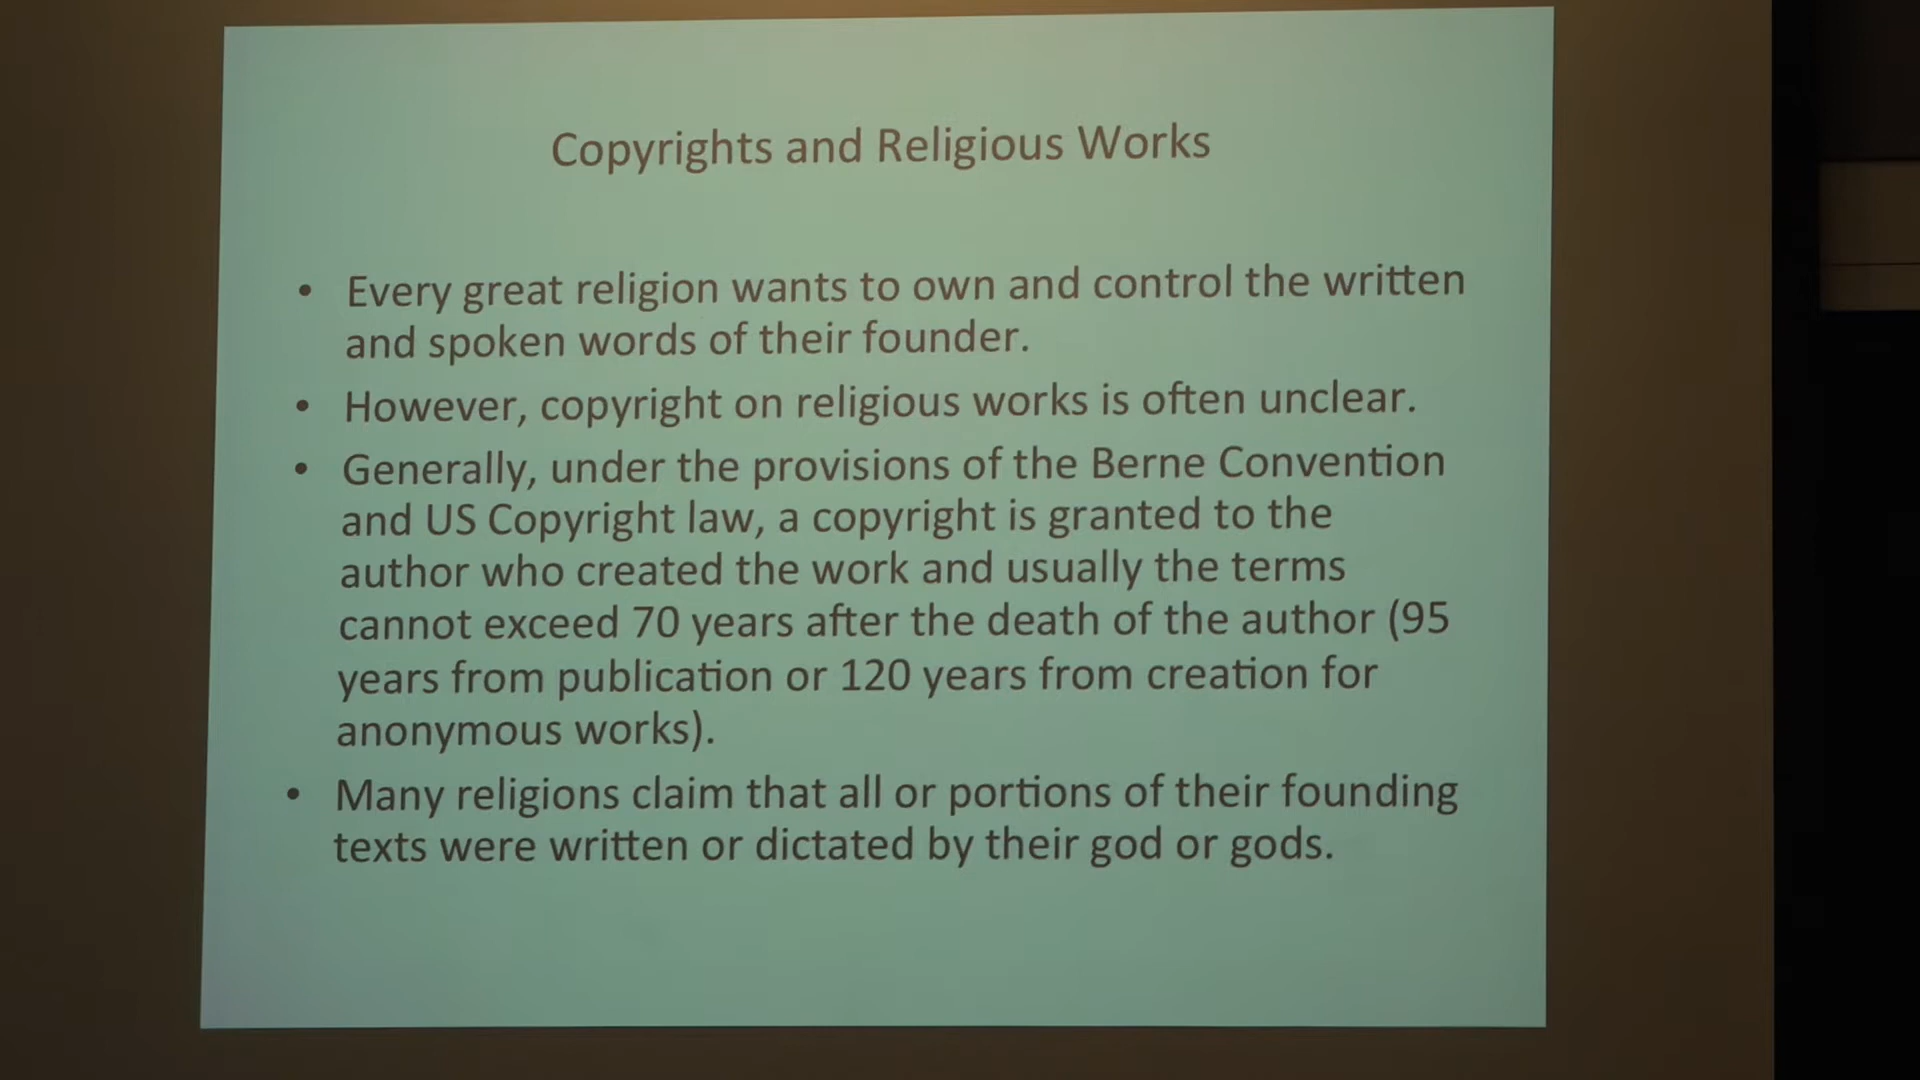 Copyrights and Religious Works
• Every great religion wants to own and control the written
and spoken words of their founder.
• However, copyright on religious works is often unclear.
• Generally, under the provisions of the Berne Convention
and US Copyright law, a copyright is granted to the
author who created the work and usually the terms
cannot exceed 70 years after the death of the author (95
years from publication or 120 years from creation for
anonymous works).
• Many religions claim that all or portions of their founding
texts were written or dictated by their god or gods.